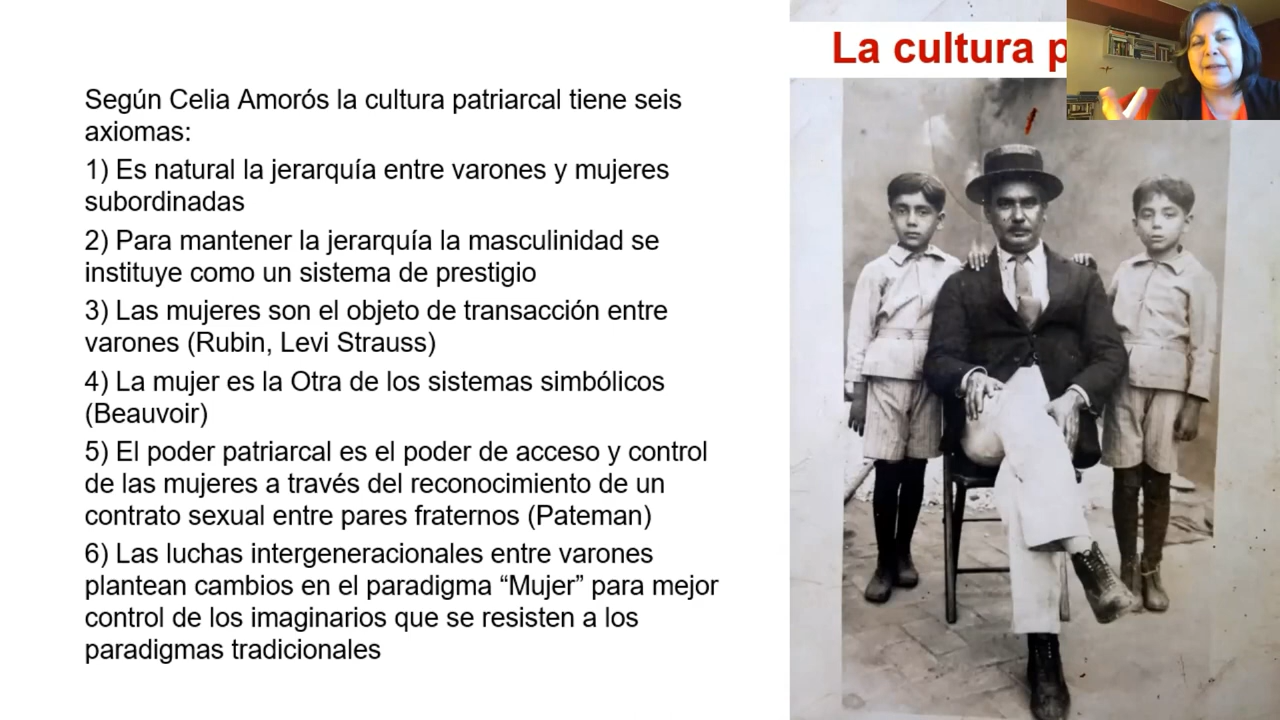 La cultura
Según Celia Amorós la cultura patriarcal tiene seis
axiomas:
1) Es natural la jerarquía entre varones y mujeres
subordinadas
2) Para mantener la jerarquía la masculinidad se
instituye como un sistema de prestigio
3) Las mujeres son el objeto de transacción entre
varones (Rubin, Levi Strauss)
4) La mujer es la Otra de los sistemas simbólicos
(Beauvoir)
5) El poder patriarcal es el poder de acceso y control
de las mujeres a través del reconocimiento de un
contrato sexual entre pares fraternos (Pateman)
6) Las luchas intergeneracionales entre varones
plantean cambios en el paradigma “Mujer” para mejor
control de los imaginarios que se resisten a los
paradigmas tradicionales